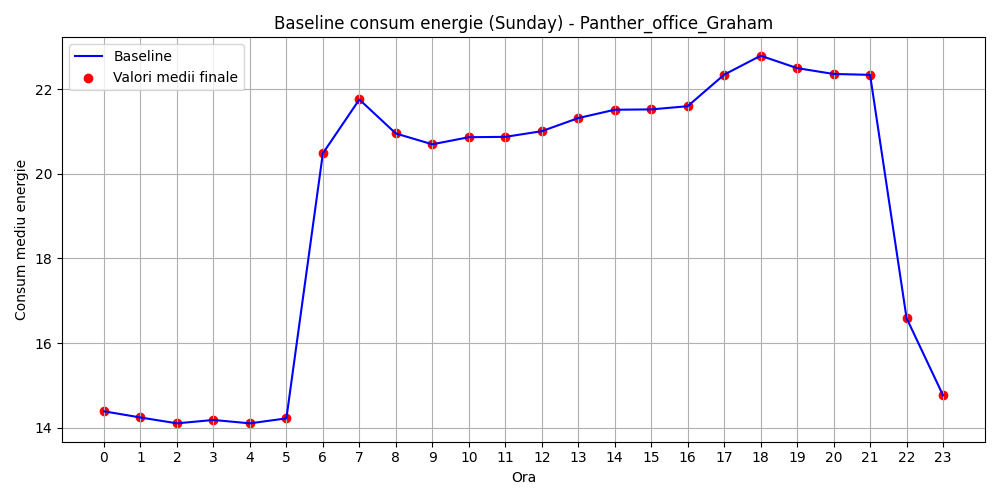 Baseline consum energie (Sunday) - Panther_office_Graham
Baseline
Valori medii finale
Consum mediu energie
22
20
18
16
14
0 1 2 3 4 5 6 7 8 9 10 11 12 13 14 15 16 17 18 19 20 21 22 23
Ora